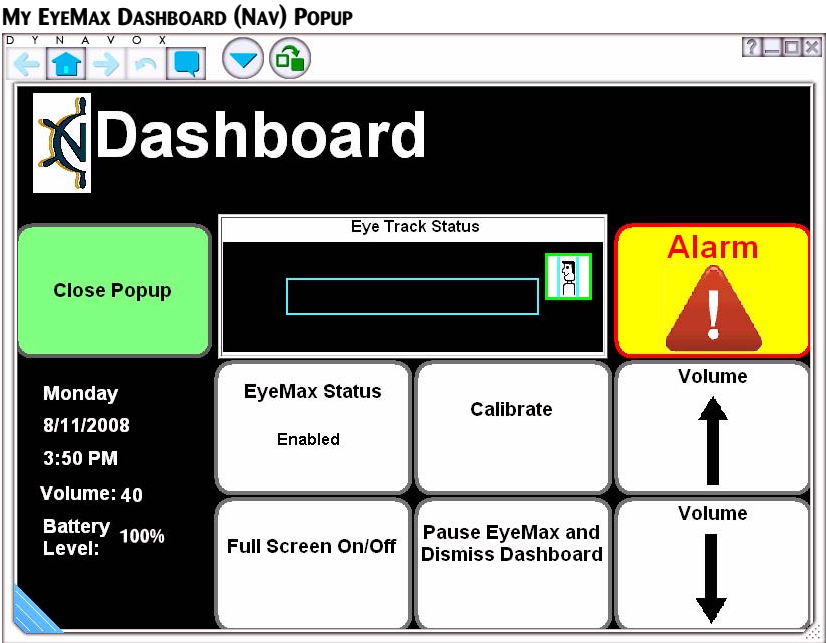 My EyeMax Dashboard (Nav) Popup
DYNAVOX
?
N
Dashboard
Eye Track Status
Close Popup
Alarm
!
Monday
8/11/2008
3:50 PM
Volume: 40
Battery
Level: 100%
EyeMax Status
Enabled
Calibrate
Volume
Full Screen On/Off
Pause EyeMax and
Dismiss Dashboard
Volume